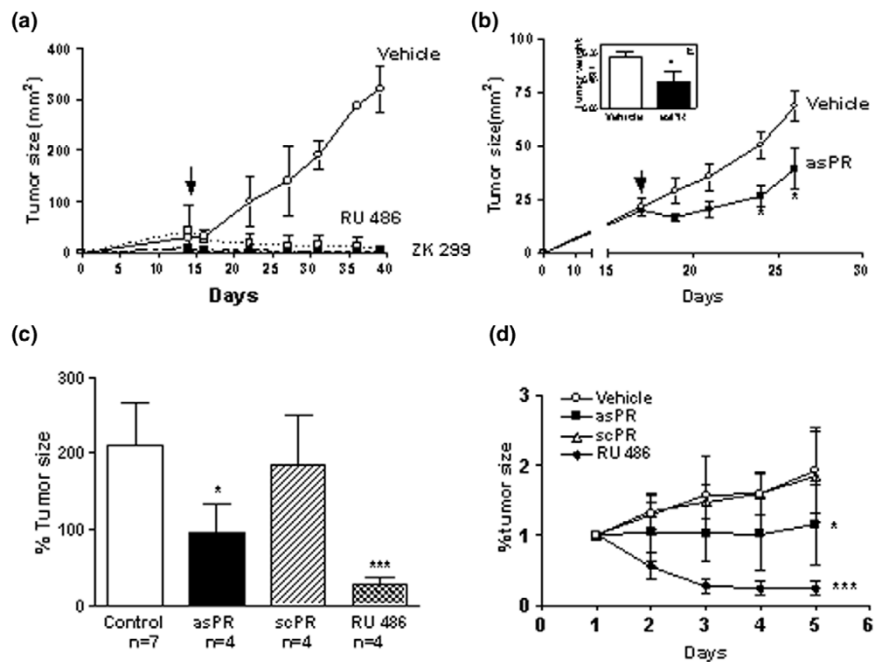 (a)
Tumor size (mm²)
400
300
200
100
0
Vehicle
RU 486
ZK 299
0 5 10 15 20 25 30 35 40
Days
(b)
Tumor size(mm²)
100
75
50
25
0
Vehicle
asPR
*
Vehicle asPR
* *
0 10 15 20 25 30
Days
(c)
% Tumor size
300
200
100
0
*
***
Control asPR scPR RU 486
n=7 n=4 n=4 n=4
(d)
%tumor size
3
2
1
0
Vehicle
asPR
scPR
RU 486
*
***
0 1 2 3 4 5 6
Days